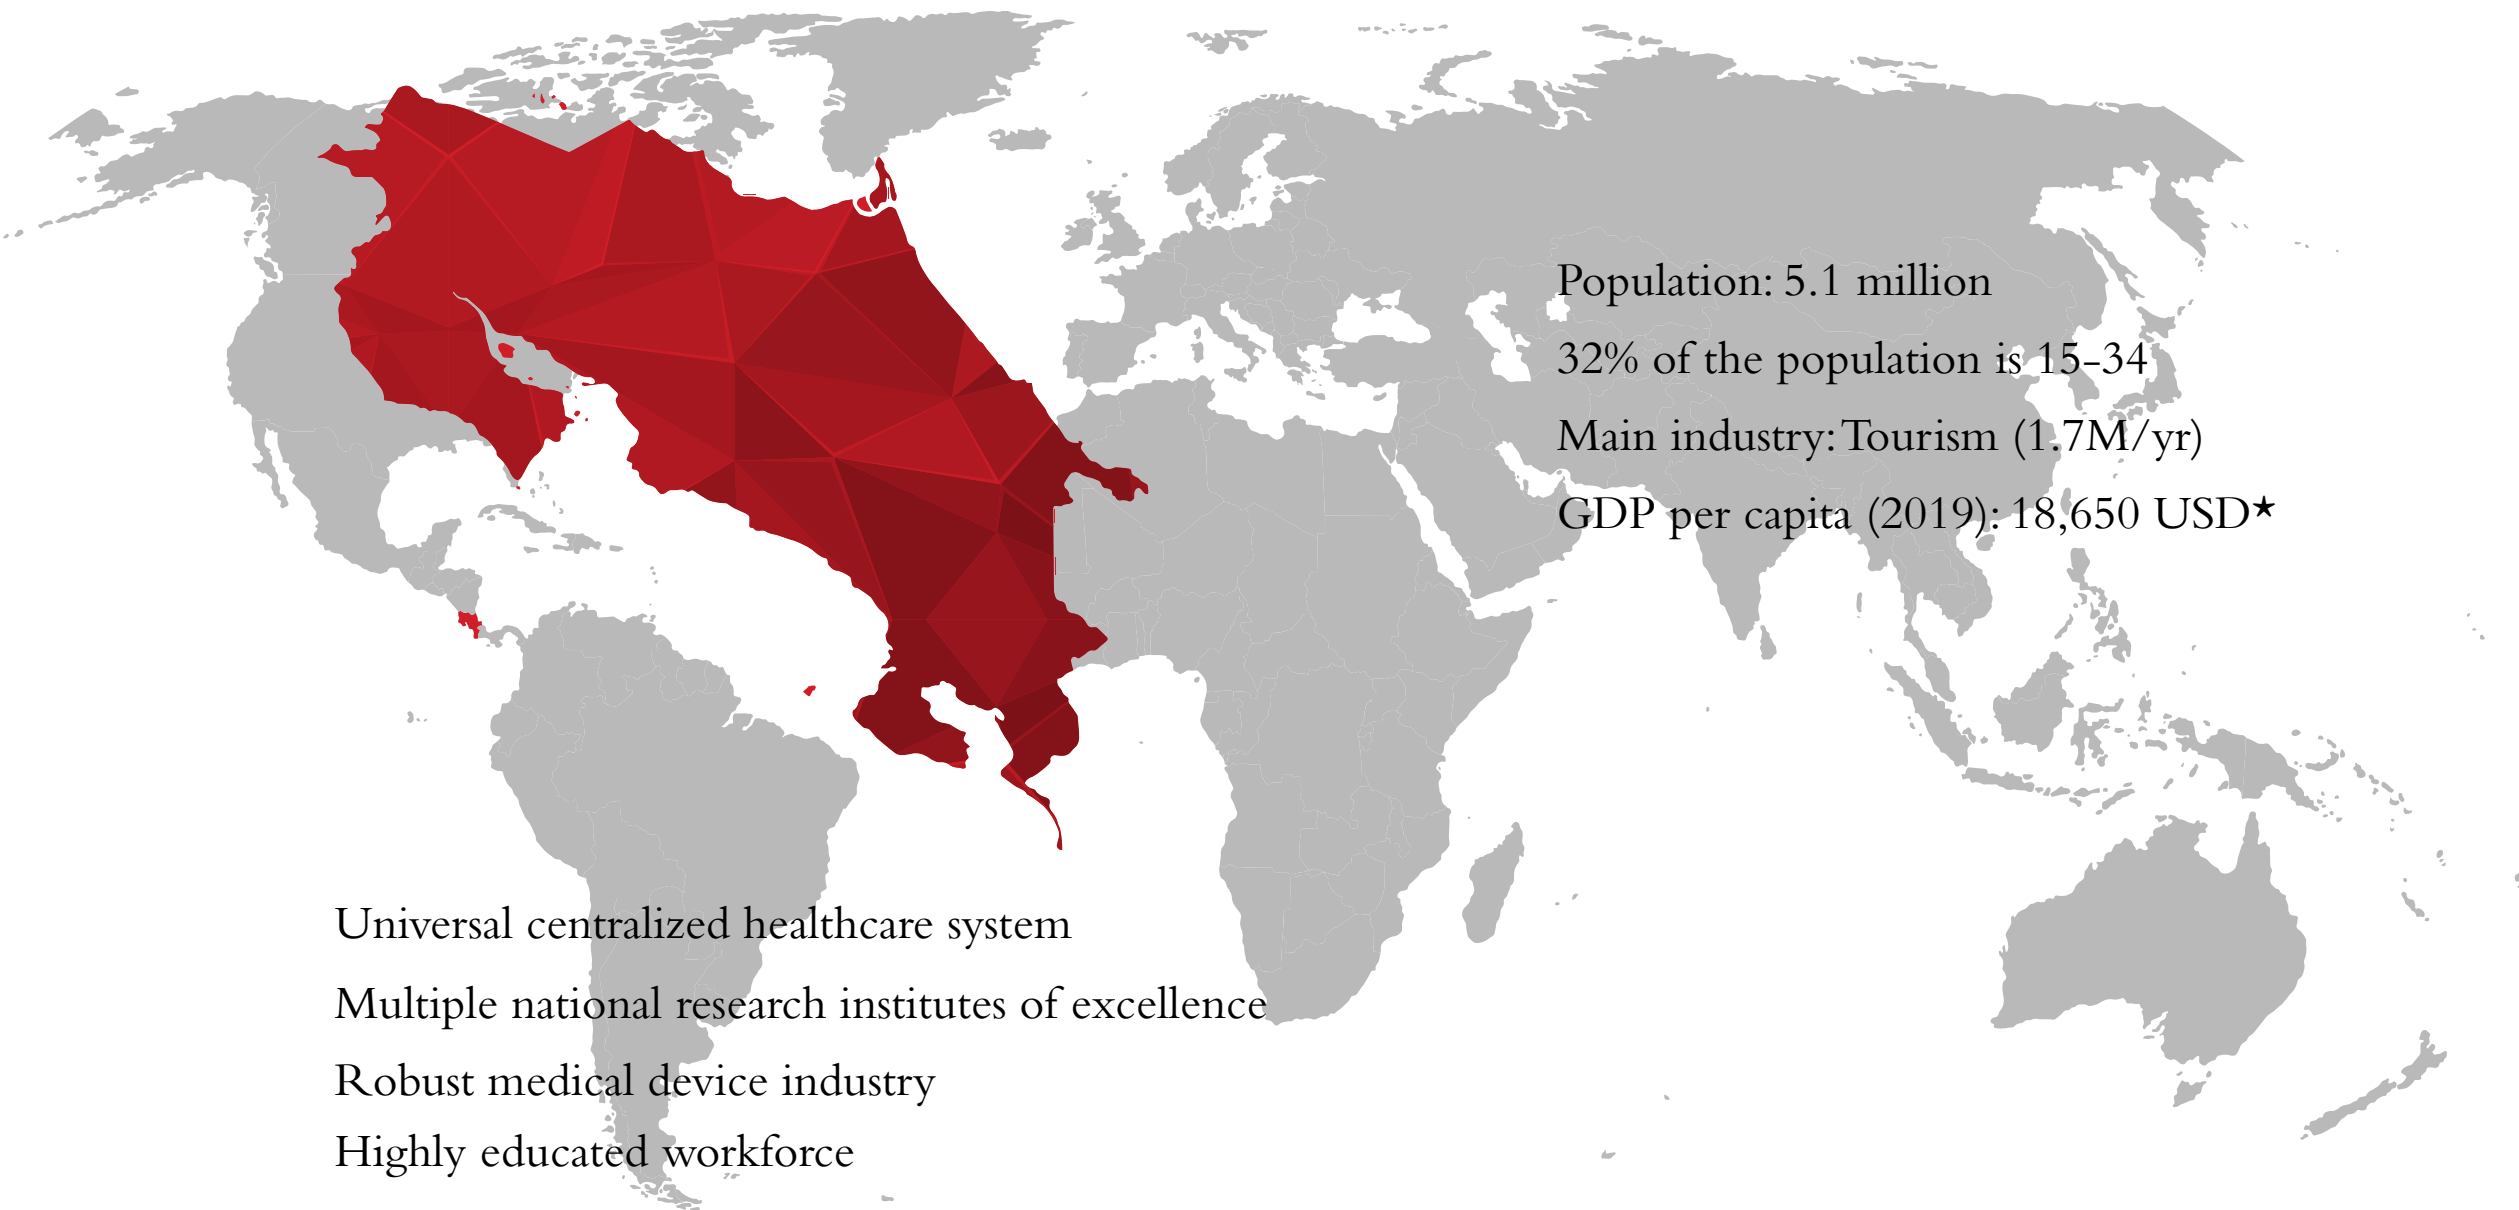 Population: 5.1 million
32% of the population is 15-34
Main industry: Tourism (1.7M/yr)
GDP per capita (2019): 18,650 USD★
Universal centralized healthcare system
Multiple national research institutes of excellence
Robust medical device industry
Highly educated workforce